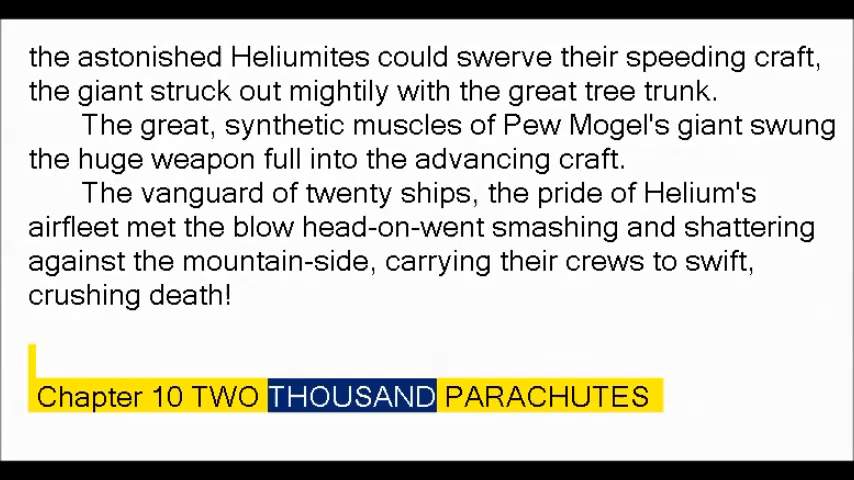 the astonished Heliumites could swerve their speeding craft,
the giant struck out mightily with the great tree trunk.
The great, synthetic muscles of Pew Mogel's giant swung
the huge weapon full into the advancing craft.
The vanguard of twenty ships, the pride of Helium's
airfleet met the blow head-on-went smashing and shattering
against the mountain-side, carrying their crews to swift,
crushing death!
Chapter 10 TWO THOUSAND PARACHUTES